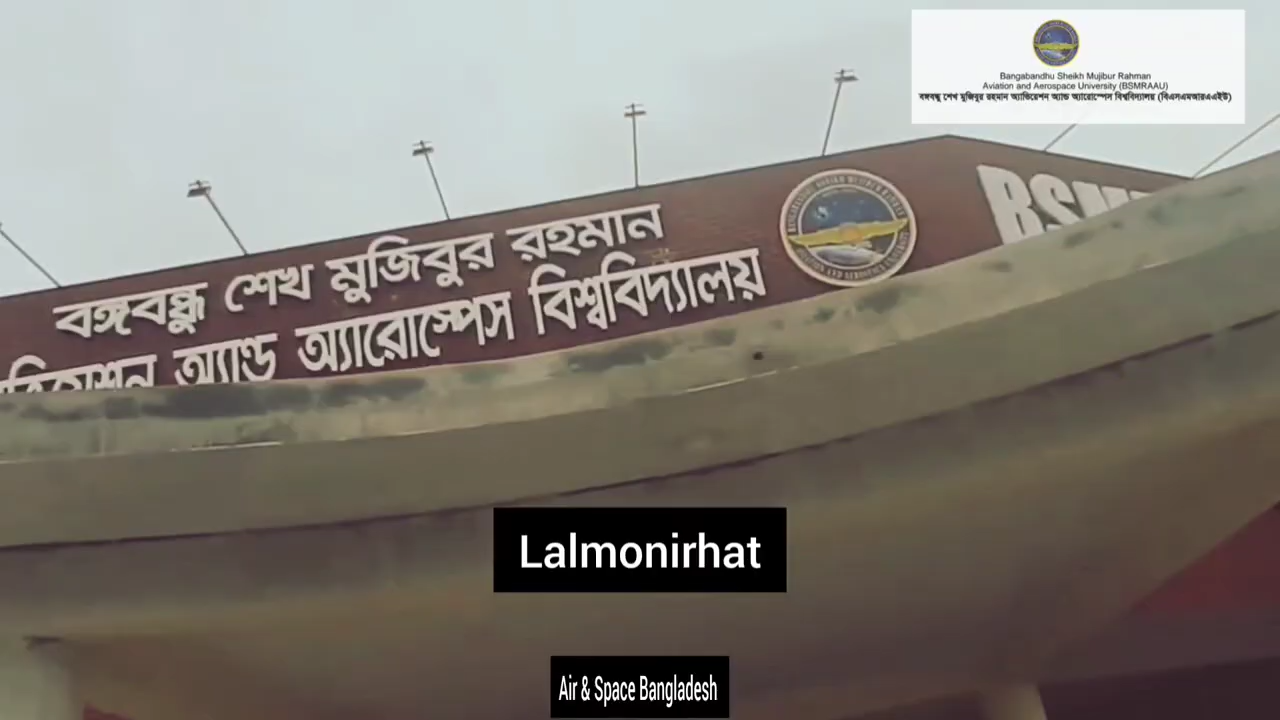 Bangabandhu Sheikh Mujibur Rahman
Aviation and Aerospace University (BSMRAAU)
বঙ্গবন্ধু শেখ মুজিবুর রহমান অ্যাভিয়েশন অ্যান্ড অ্যারোস্পেস বিশ্ববিদ্যালয় (বিএসএমআরএএইউ)
বঙ্গবন্ধু শেখ মুজিবুর রহমান
অ্যান্ড অ্যারোস্পেস বিশ্ববিদ্যালয়
BSM
Lalmonirhat
Air & Space Bangladesh